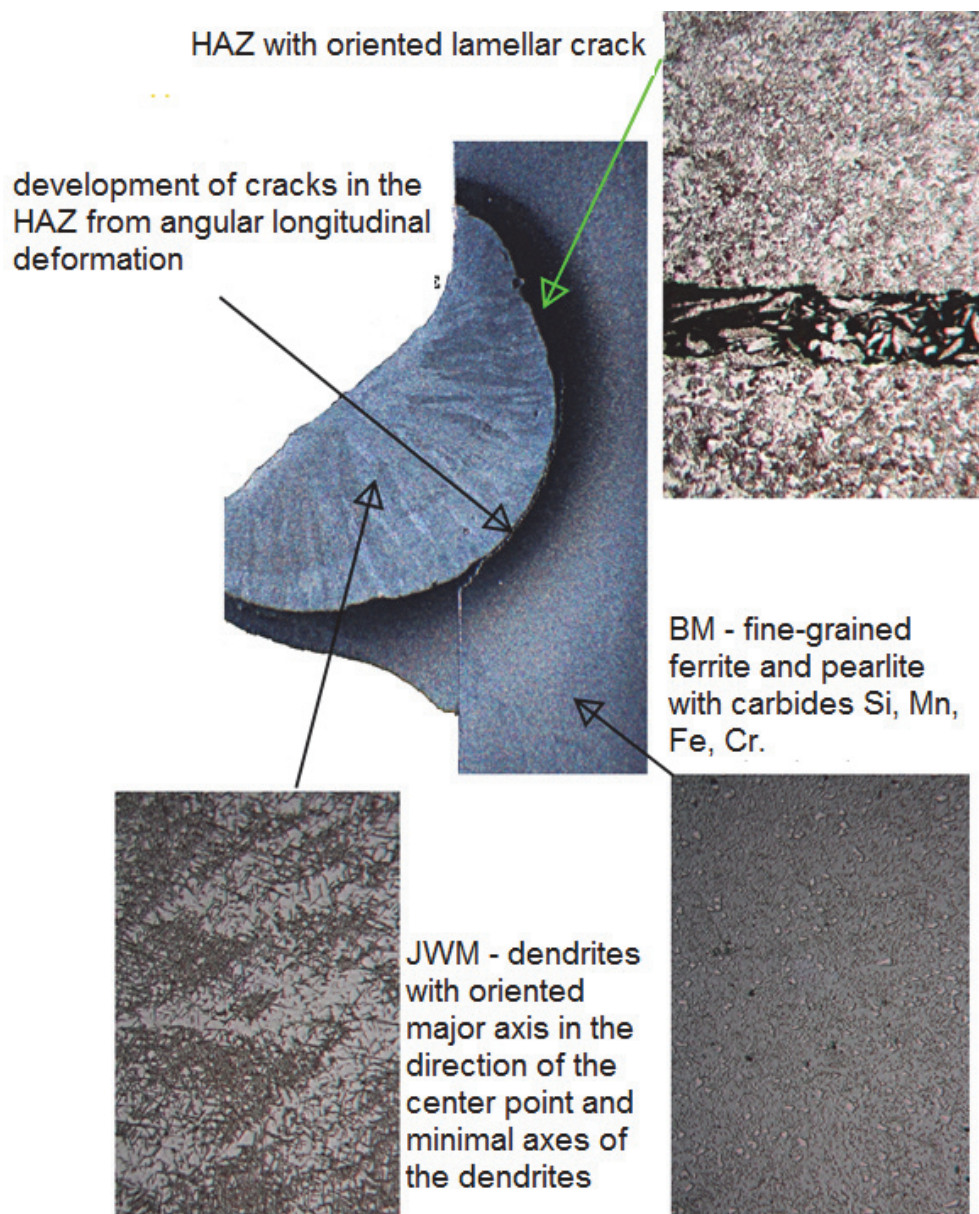 HAZ with oriented lamellar crack
development of cracks in the
HAZ from angular longitudinal
deformation
BM - fine-grained
ferrite and pearlite
with carbides Si, Mn,
Fe, Cr.
JWM - dendrites
with oriented
major axis in the
direction of the
center point and
minimal axes of
the dendrites